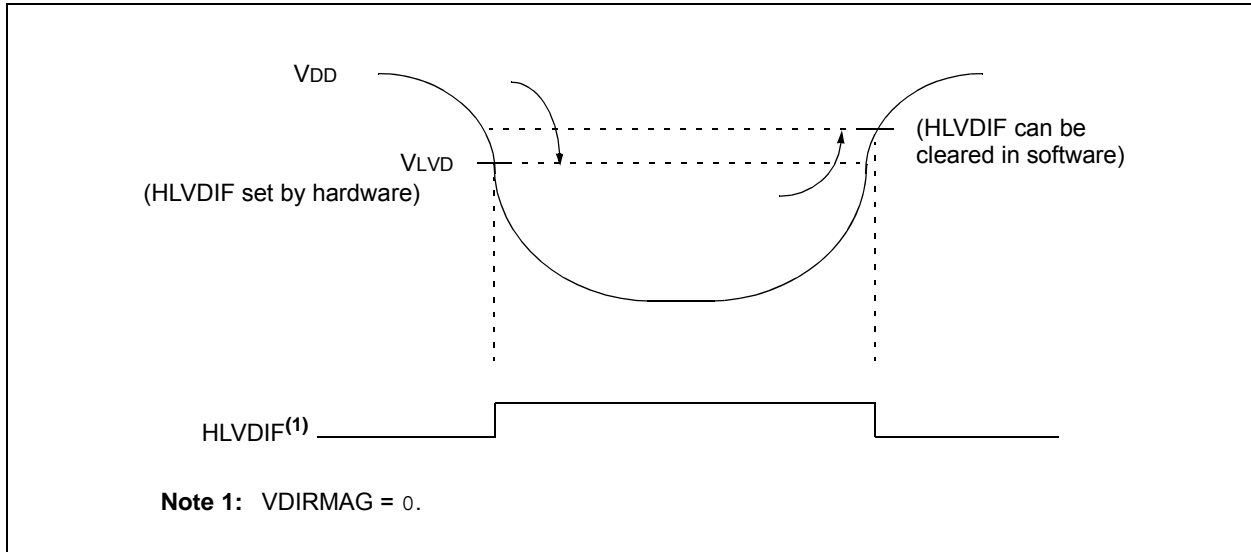 VDD
(HLVDIF can be
cleared in software)
VLVD
(HLVDIF set by hardware)
HLVDIF(1)
Note 1: VDIRMAG = 0.